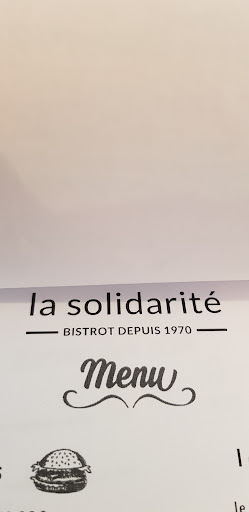 la solidarité
BISTROT DEPUIS 1970
Menu